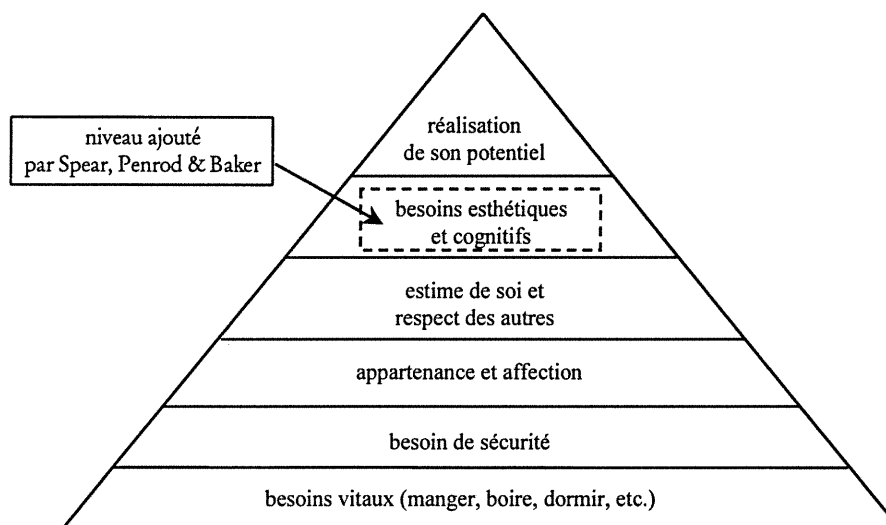 réalisation
de son potentiel
niveau ajouté
par Spear, Penrod & Baker
besoins esthétiques
et cognitifs
estime de soi et
respect des autres
appartenance et affection
besoin de sécurité
besoins vitaux (manger, boire, dormir, etc.)